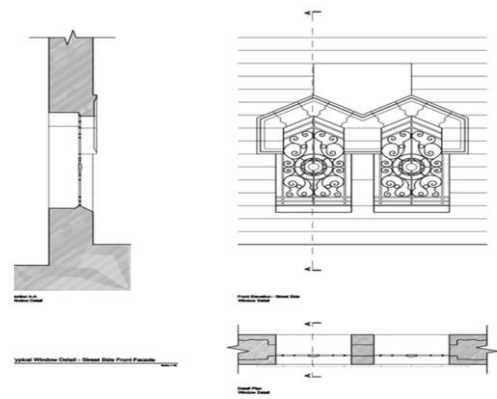 ection A-A
Window Detail
Front Elevation - Street Side
Window Detail
ypical Window Detail - Street Side Front Facade
Detail Plan
Window Detail